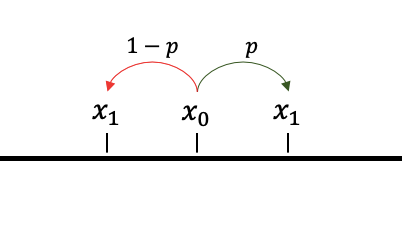 1 − p p
x₁ x₀ x₁